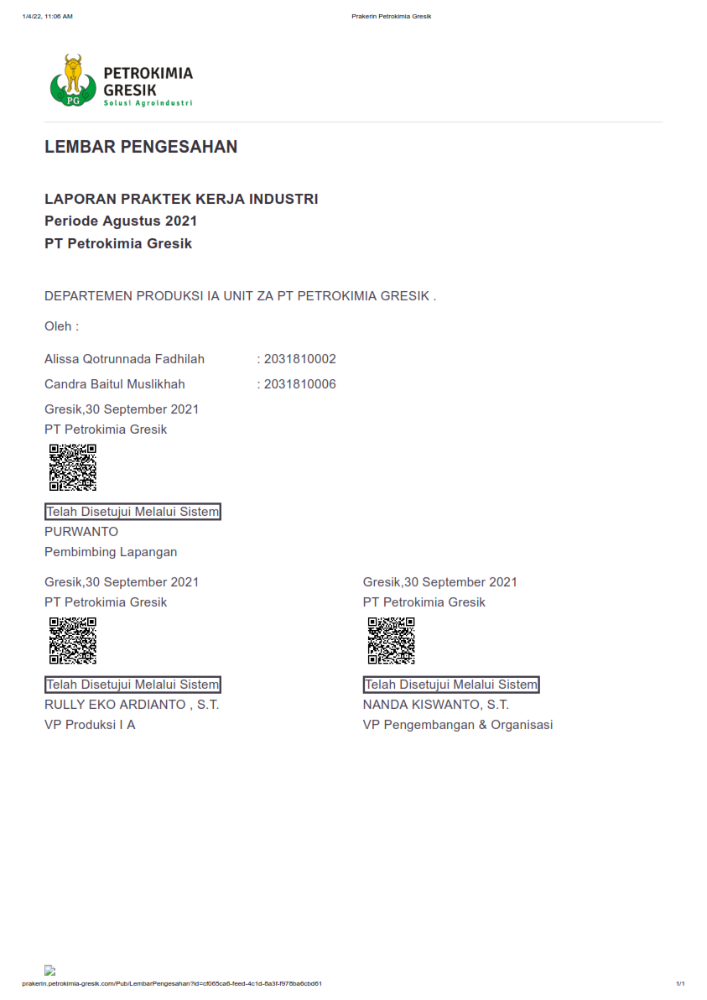 1/4/22, 11:06 AM
Prakerin Petrokimia Gresik
PG
PETROKIMIA
GRESIK
Solusi Agroindustri
LEMBAR PENGESAHAN
LAPORAN PRAKTEK KERJA INDUSTRI
Periode Agustus 2021
PT Petrokimia Gresik
DEPARTEMEN PRODUKSI IA UNIT ZA PT PETROKIMIA GRESIK .
Oleh :
Alissa Qotrunnada Fadhilah : 2031810002
Candra Baitul Muslikhah : 2031810006
Gresik,30 September 2021
PT Petrokimia Gresik
Telah Disetujui Melalui Sistem
PURWANTO
Pembimbing Lapangan
Gresik,30 September 2021
PT Petrokimia Gresik
Telah Disetujui Melalui Sistem
RULLY EKO ARDIANTO , S.T.
VP Produksi I A
Gresik,30 September 2021
PT Petrokimia Gresik
Telah Disetujui Melalui Sistem
NANDA KISWANTO, S.T.
VP Pengembangan & Organisasi
prakerin.petrokimia-gresik.com/Pub/LembarPengesahan?id=cf065ca6-feed-4c1d-8a3f-f978ba6cbd61
1/1